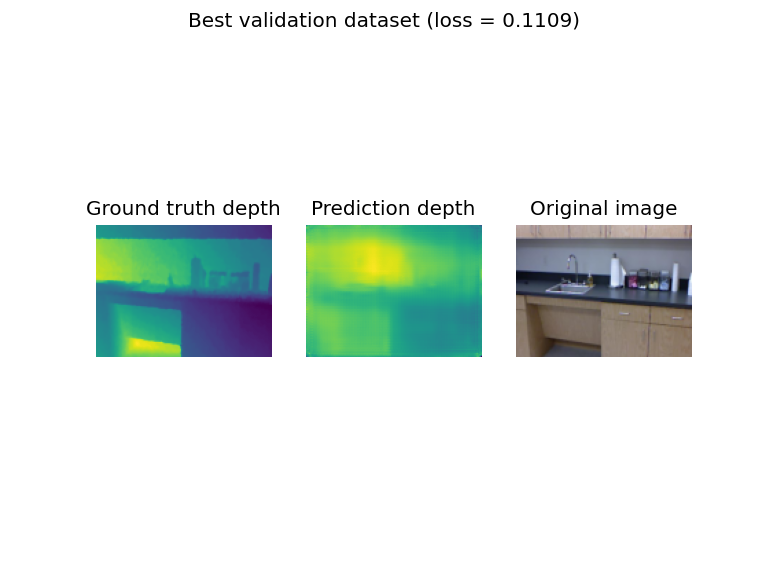 Best validation dataset (loss = 0.1109)
Ground truth depth
Prediction depth
Original image